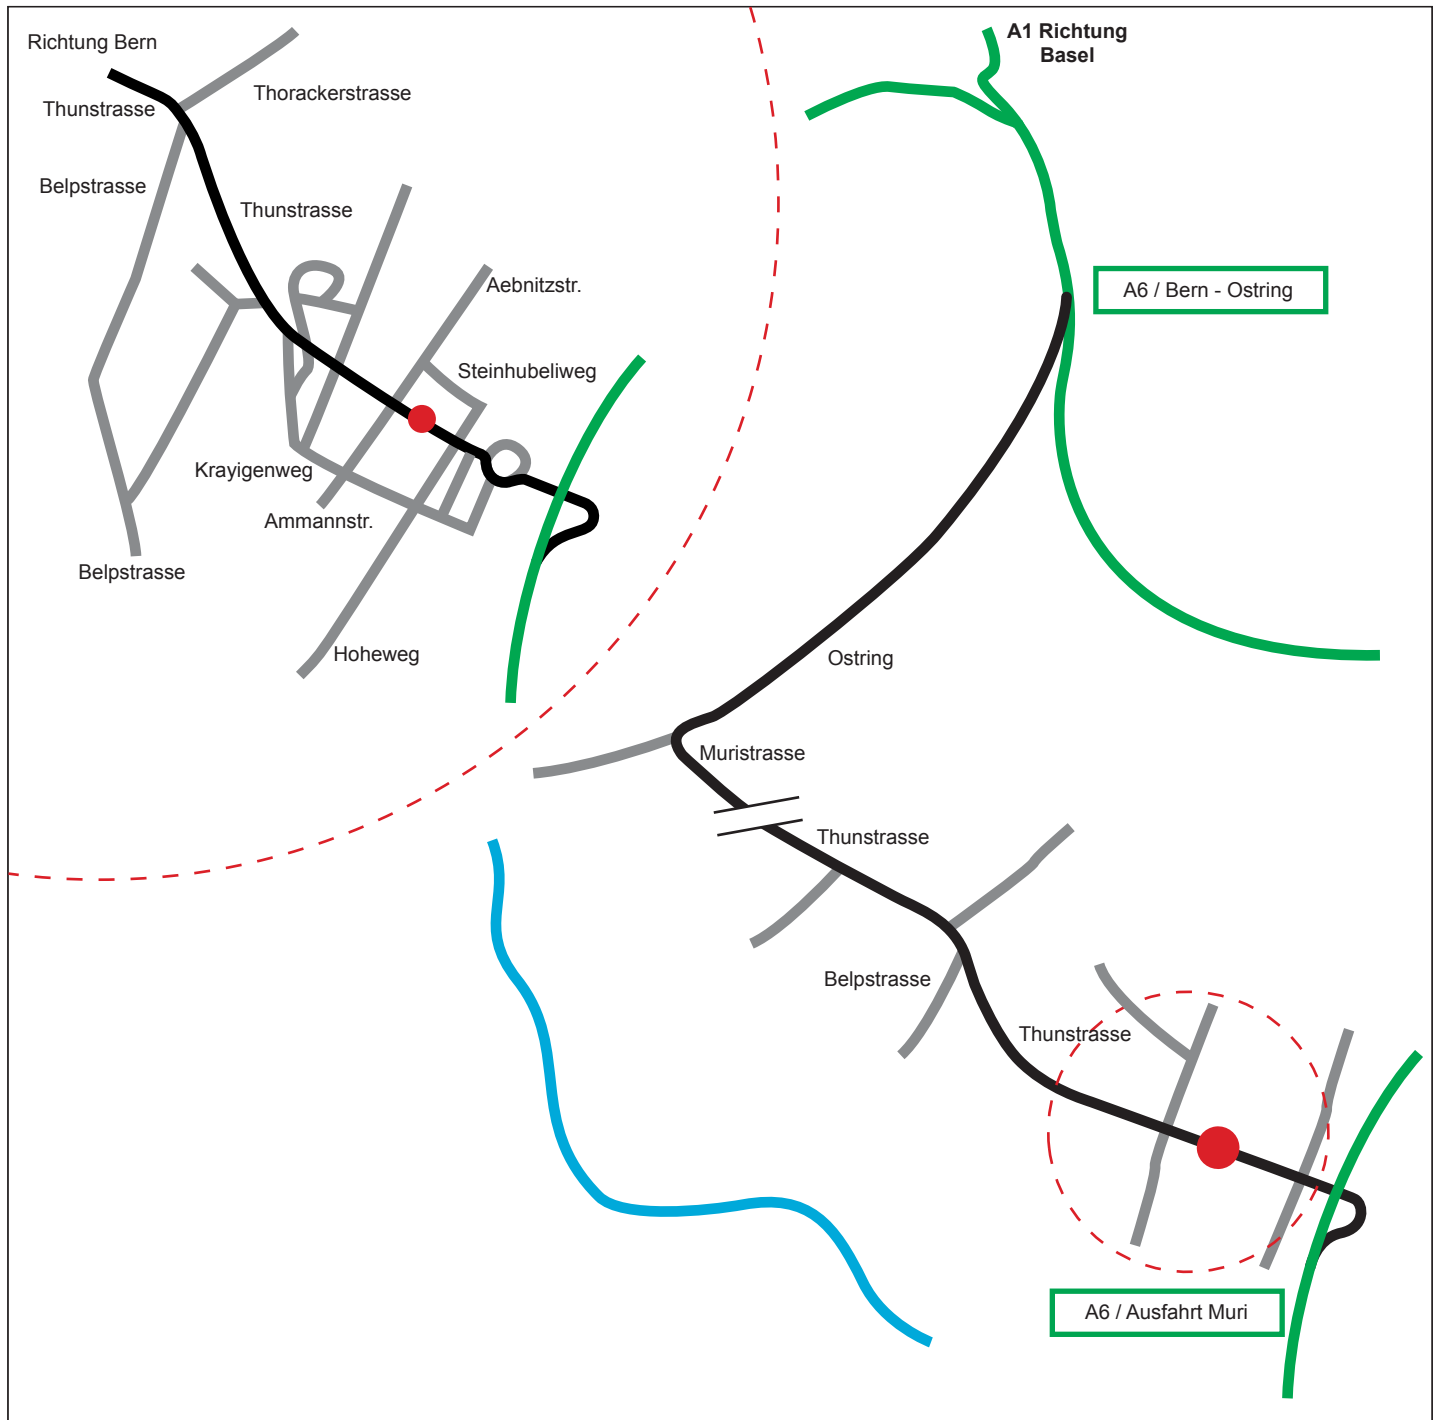 Richtung Bern
Thorackerstrasse
Thunstrasse
Belpstrasse
Thunstrasse
Aebnitzstr.
Steinhubeliweg
Krayigenweg
Ammannstr.
Belpstrasse
Hoheweg
A1 Richtung
Basel
A6 / Bern - Ostring
Ostring
Muristrasse
Thunstrasse
Belpstrasse
Thunstrasse
A6 / Ausfahrt Muri